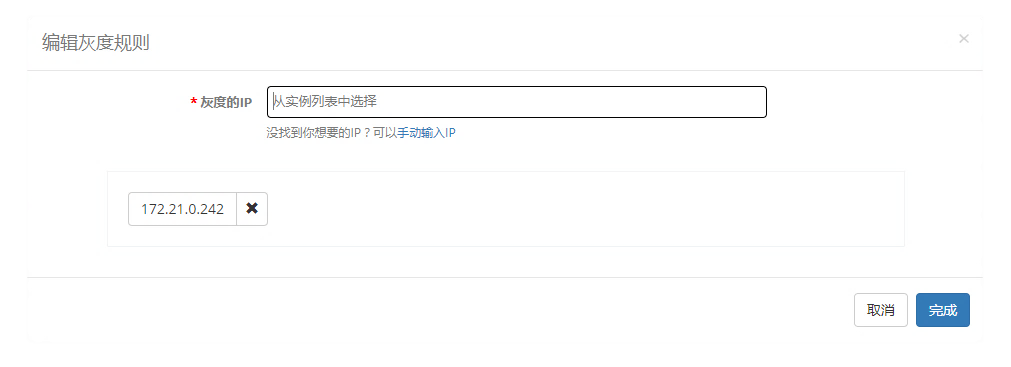 编辑灰度规则 ×
* 灰度的IP 从实例列表中选择
没找到你想要的IP？可以手动输入IP
172.21.0.242 ✖
取消 完成